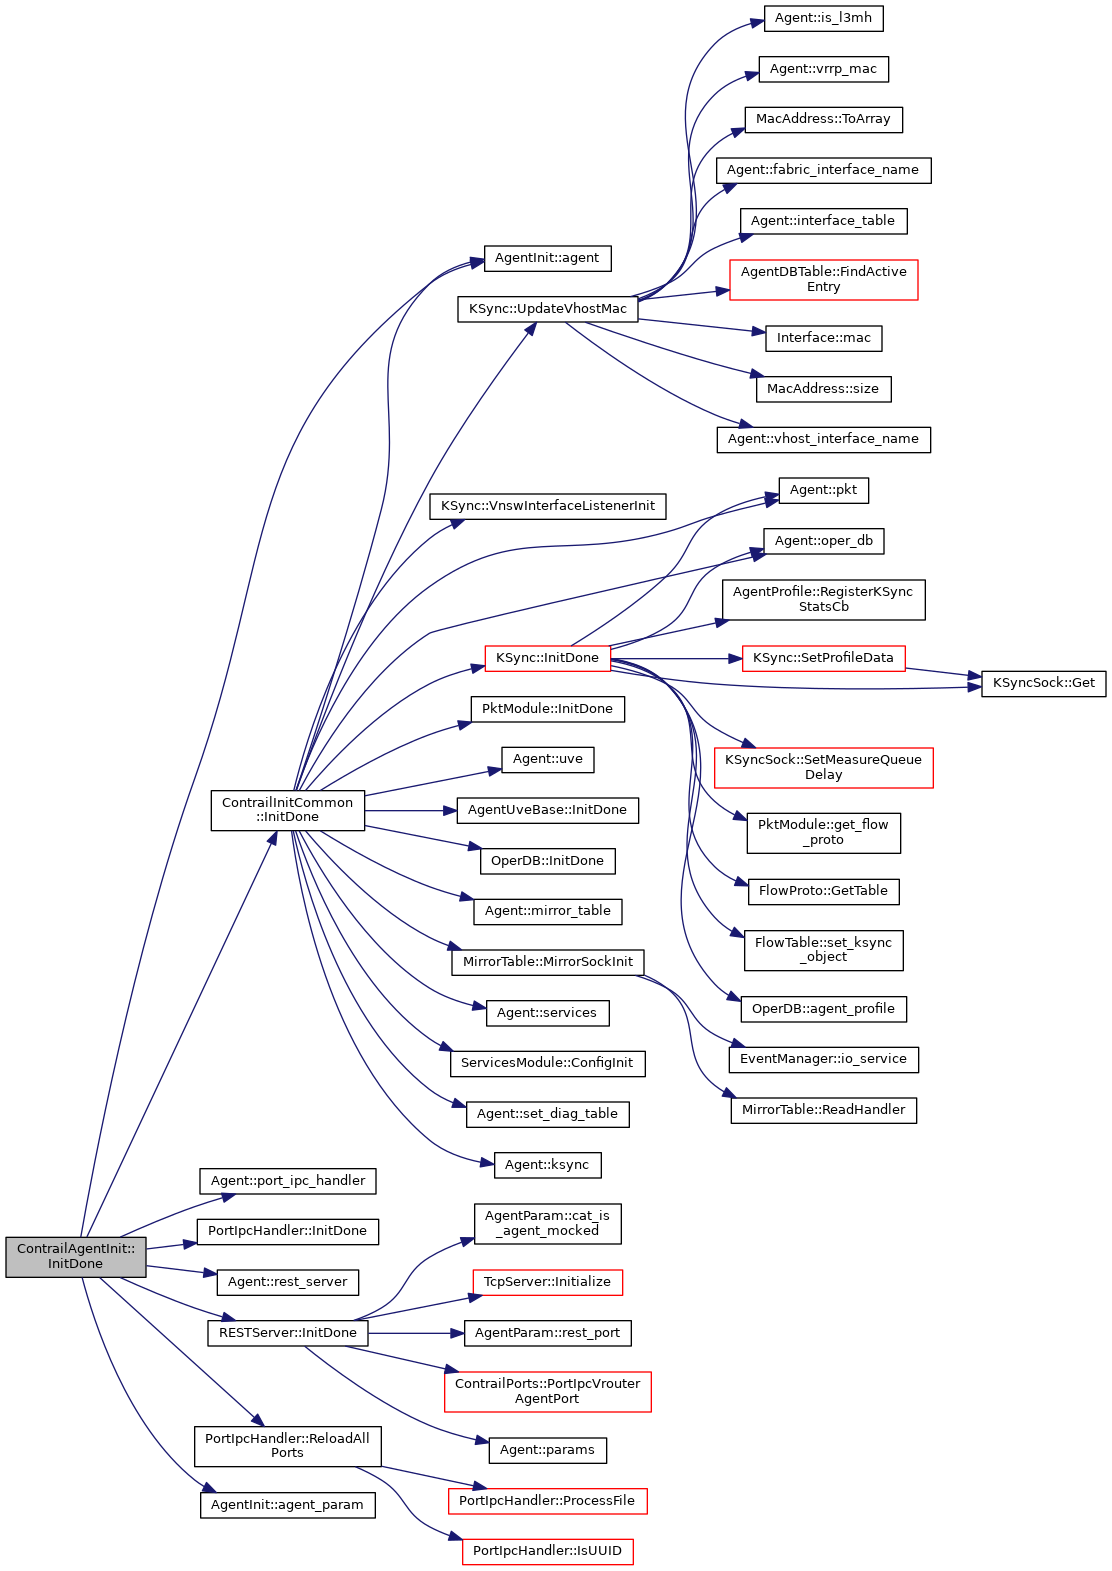 Agent::is_l3mh
Agent::vrrp_mac
MacAddress::ToArray
Agent::fabric_interface_name
Agent::interface_table
AgentInit::agent
AgentDBTable::FindActive
Entry
KSync::UpdateVhostMac
Interface::mac
MacAddress::size
Agent::vhost_interface_name
Agent::pkt
KSync::VnswInterfaceListenerInit
Agent::oper_db
AgentProfile::RegisterKSync
StatsCb
KSync::InitDone
KSync::SetProfileData
KSyncSock::Get
PktModule::InitDone
Agent::uve
KSyncSock::SetMeasureQueue
Delay
ContrailInitCommon
::InitDone
AgentUveBase::InitDone
PktModule::get_flow
_proto
OperDB::InitDone
FlowProto::GetTable
Agent::mirror_table
FlowTable::set_ksync
_object
MirrorTable::MirrorSockInit
Agent::services
OperDB::agent_profile
ServicesModule::ConfigInit
EventManager::io_service
Agent::set_diag_table
MirrorTable::ReadHandler
Agent::ksync
Agent::port_ipc_handler
AgentParam::cat_is
_agent_mocked
PortIpcHandler::InitDone
ContrailAgentInit::
InitDone
Agent::rest_server
TcpServer::Initialize
RESTServer::InitDone
AgentParam::rest_port
ContrailPorts::PortIpcVrouter
AgentPort
PortIpcHandler::ReloadAll
Ports
Agent::params
AgentInit::agent_param
PortIpcHandler::ProcessFile
PortIpcHandler::IsUUID